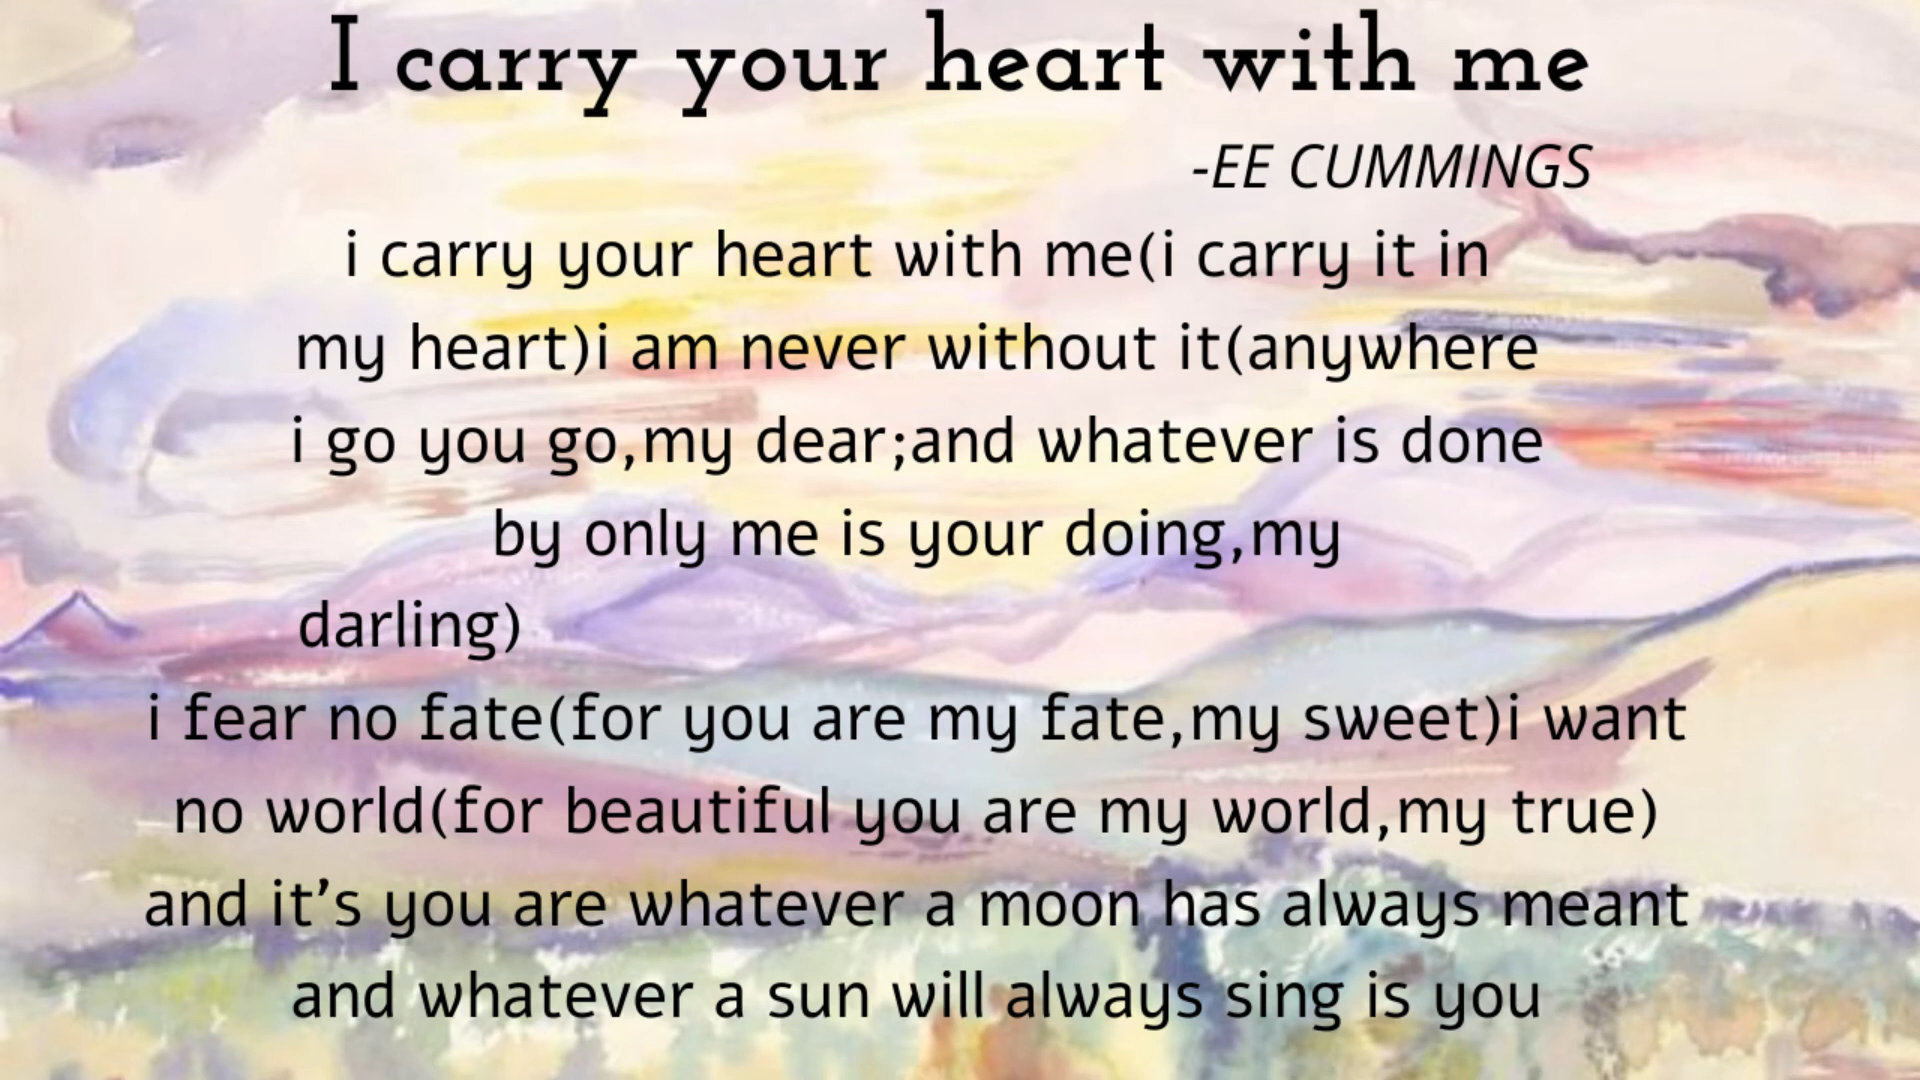 I carry your heart with me
-EE CUMMINGS
i carry your heart with me(i carry it in
my heart)i am never without it(anywhere
i go you go,my dear;and whatever is done
by only me is your doing,my
darling)
i fear no fate(for you are my fate,my sweet)i want
no world(for beautiful you are my world,my true)
and it’s you are whatever a moon has always meant
and whatever a sun will always sing is you